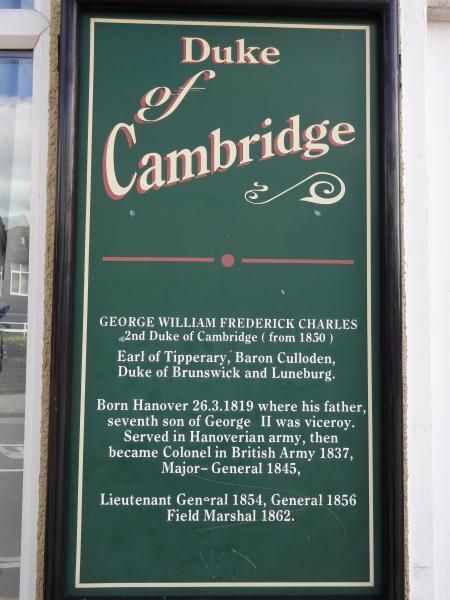 Duke
of
Cambridge
GEORGE WILLIAM FREDERICK CHARLES
2nd Duke of Cambridge ( from 1850 )
Earl of Tipperary, Baron Culloden,
Duke of Brunswick and Luneburg.
Born Hanover 26.3.1819 where his father,
seventh son of George II was viceroy.
Served in Hanoverian army, then
became Colonel in British Army 1837,
Major- General 1845,
Lieutenant General 1854, General 1856
Field Marshal 1862.